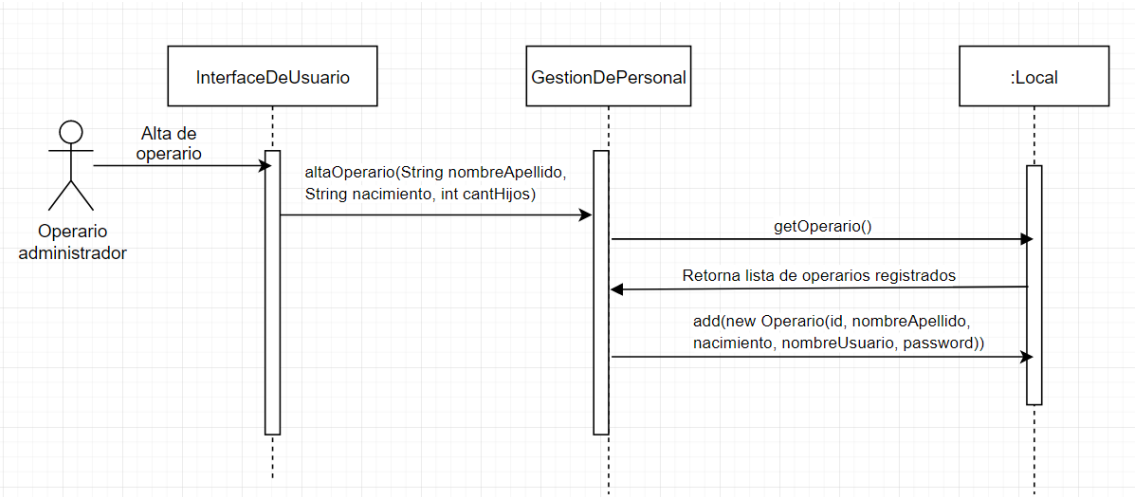 InterfaceDeUsuario
GestionDePersonal
:Local
Alta de
operario
altaOperario(String nombreApellido,
String nacimiento, int cantHijos)
Operario
administrador
getOperario()
Retorna lista de operarios registrados
add(new Operario(id, nombreApellido,
nacimiento, nombreUsuario, password))